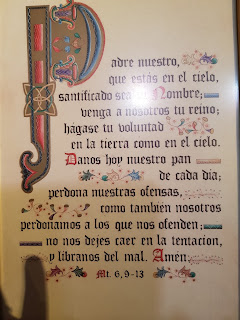 Padre nuestro,
que estás en el cielo,
santificado sea tu Nombre;
venga a nosotros tu reino;
hágase tu voluntad
en la tierra como en el cielo.
Danos hoy nuestro pan
de cada día;
perdona nuestras ofensas,
como también nosotros
perdonamos a los que nos ofenden;
no nos dejes caer en la tentacion,
y líbranos del mal. Amén.
Mt. 6, 9-13